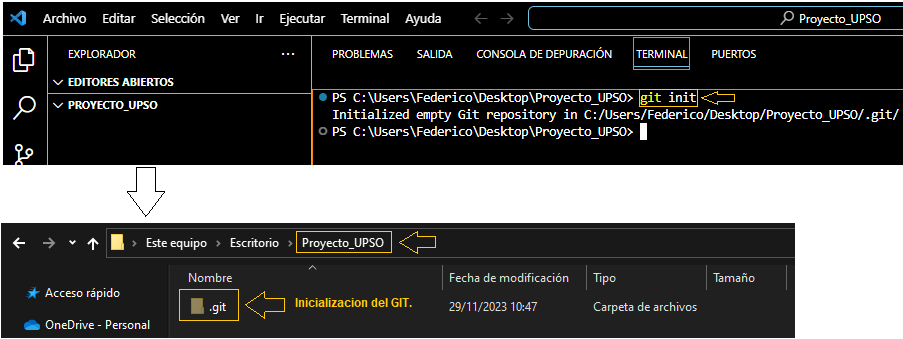 Archivo Editar Selección Ver Ir Ejecutar Terminal Ayuda Proyecto_UPSO
EXPLORADOR ...
EDITORES ABIERTOS
PROYECTO_UPSO
PROBLEMAS SALIDA CONSOLA DE DEPURACIÓN TERMINAL PUERTOS
PS C:\Users\Federico\Desktop\Proyecto_UPSO> git init
Initialized empty Git repository in C:/Users/Federico/Desktop/Proyecto_UPSO/.git/
PS C:\Users\Federico\Desktop\Proyecto_UPSO>
Este equipo > Escritorio > Proyecto_UPSO
Acceso rápido
OneDrive - Personal
Nombre Fecha de modificación Tipo Tamaño
.git Inicializacion del GIT. 29/11/2023 10:47 Carpeta de archivos